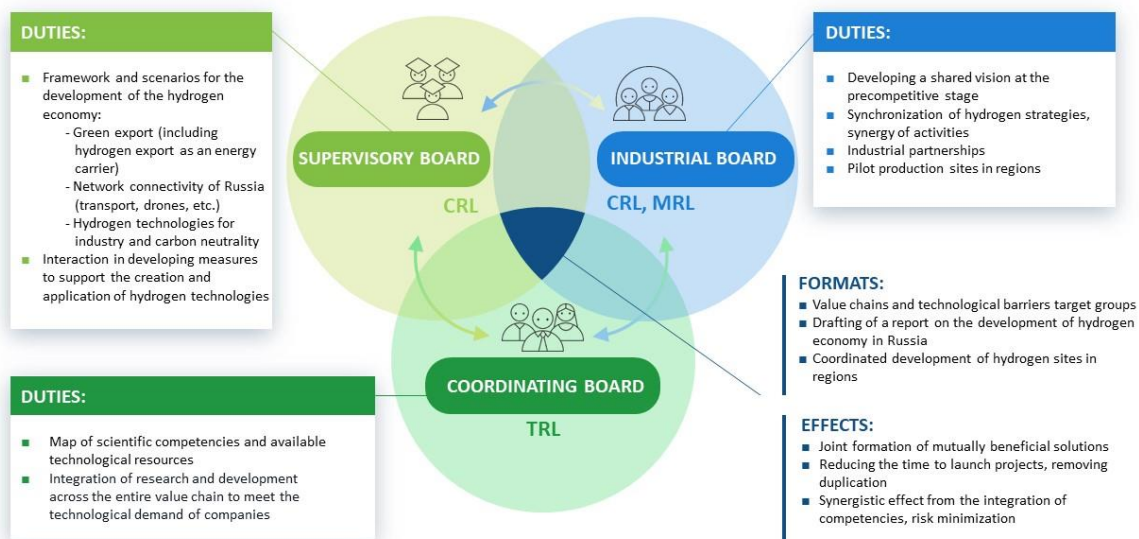 DUTIES:
Framework and scenarios for the
development of the hydrogen
economy:
- Green export (including
hydrogen export as an energy
carrier)
- Network connectivity of Russia
(transport, drones, etc.)
- Hydrogen technologies for
industry and carbon neutrality
Interaction in developing measures
to support the creation and
application of hydrogen technologies
SUPERVISORY BOARD
CRL
INDUSTRIAL BOARD
CRL, MRL
DUTIES:
Developing a shared vision at the
precompetitive stage
Synchronization of hydrogen strategies,
synergy of activities
Industrial partnerships
Pilot production sites in regions
COORDINATING BOARD
TRL
DUTIES:
Map of scientific competencies and available
technological resources
Integration of research and development
across the entire value chain to meet the
technological demand of companies
FORMATS:
Value chains and technological barriers target groups
Drafting of a report on the development of hydrogen
economy in Russia
Coordinated development of hydrogen sites in
regions
EFFECTS:
Joint formation of mutually beneficial solutions
Reducing the time to launch projects, removing
duplication
Synergistic effect from the integration of
competencies, risk minimization